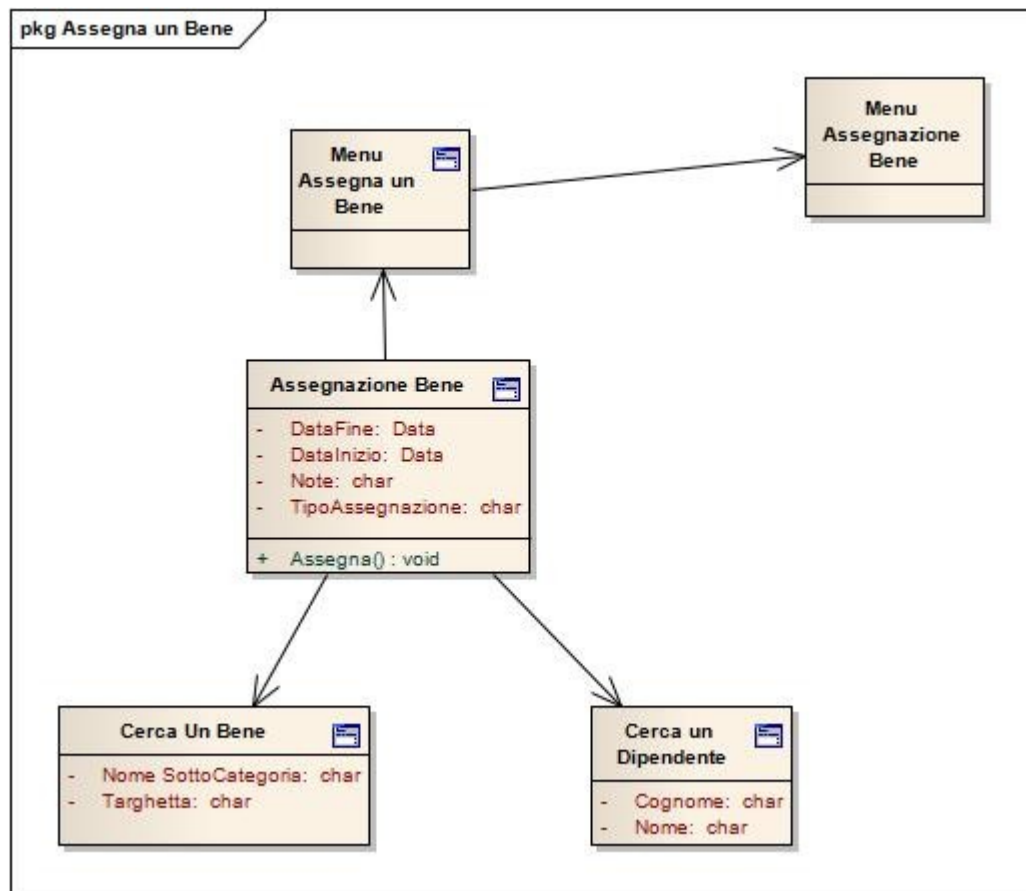 pkg Assegna un Bene
Menu
Assegna un
Bene
Menu
Assegnazione
Bene
Assegnazione Bene
- DataFine: Data
- DataInizio: Data
- Note: char
- TipoAssegnazione: char
+ Assegna() : void
Cerca Un Bene
- Nome SottoCategoria: char
- Targhetta: char
Cerca un
Dipendente
- Cognome: char
- Nome: char